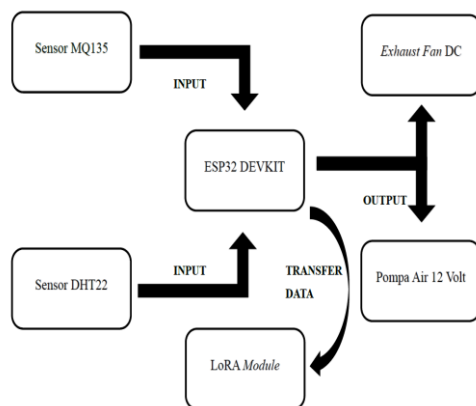 Sensor MQ135
Exhaust Fan DC
INPUT
ESP32 DEVKIT
OUTPUT
INPUT
TRANSFER
DATA
Sensor DHT22
Pompa Air 12 Volt
LoRA Module